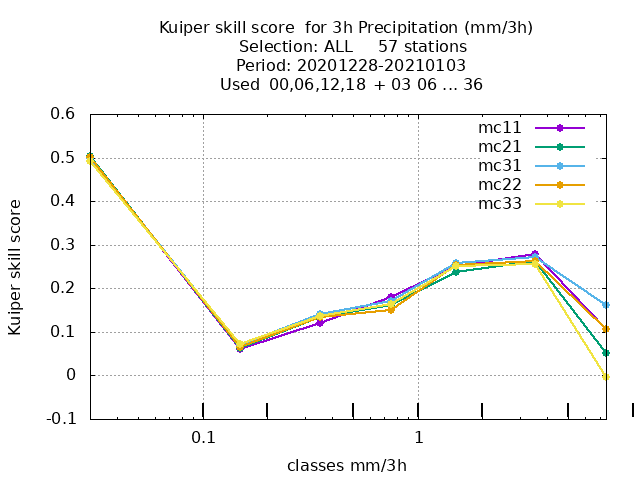 Kuiper skill score  for 3h Precipitation (mm/3h)
Selection: ALL     57 stations
Period: 20201228-20210103
Used  00,06,12,18  + 03 06 ... 36
0.6
0.5
0.4
0.3
0.2
0.1
0
-0.1
Kuiper skill score
mc11
mc21
mc31
mc22
mc33
0.1
1
classes mm/3h